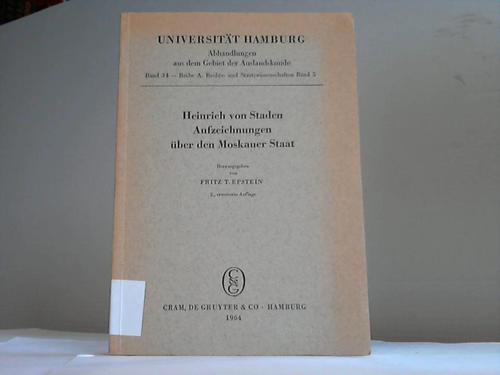 UNIVERSITÄT HAMBURG
Abhandlungen
aus dem Gebiet der Auslandskunde
Band 34 — Reihe A. Rechts- und Staatswissenschaften Band 5
Heinrich von Staden
Aufzeichnungen
über den Moskauer Staat
Herausgegeben
von
FRITZ T. EPSTEIN
2., erweiterte Auflage
CRAM, DE GRUYTER & CO · HAMBURG
1964